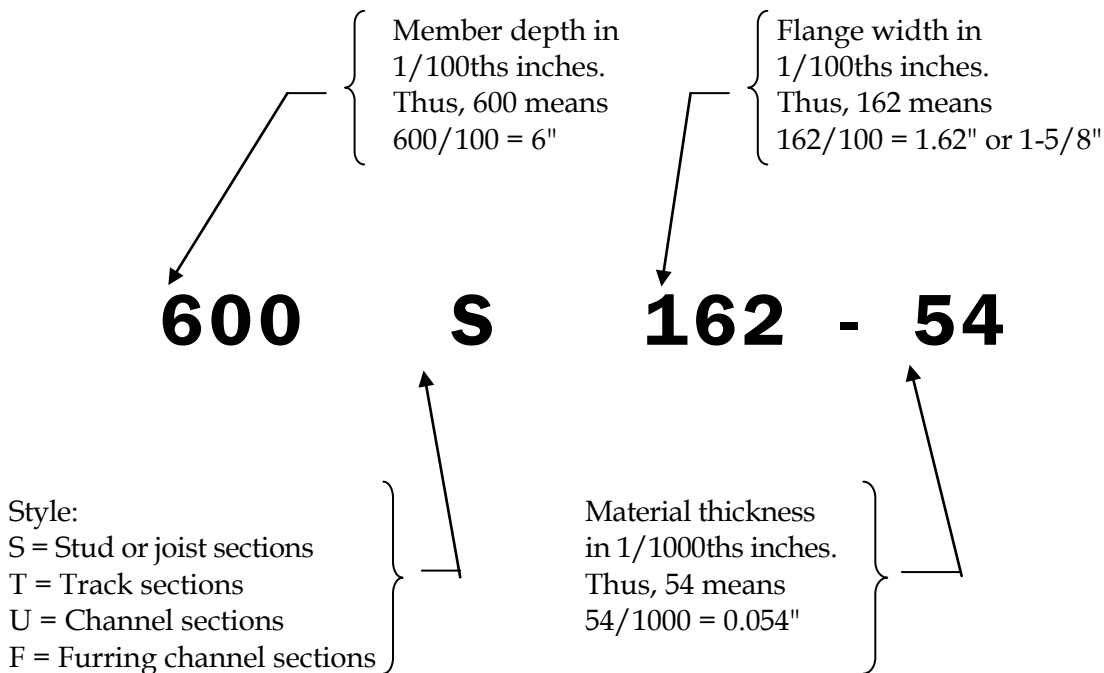 Member depth in
1/100ths inches.
Thus, 600 means
600/100 = 6"
Flange width in
1/100ths inches.
Thus, 162 means
162/100 = 1.62" or 1-5/8"
600 S 162 - 54
Style:
S = Stud or joist sections
T = Track sections
U = Channel sections
F = Furring channel sections
Material thickness
in 1/1000ths inches.
Thus, 54 means
54/1000 = 0.054"